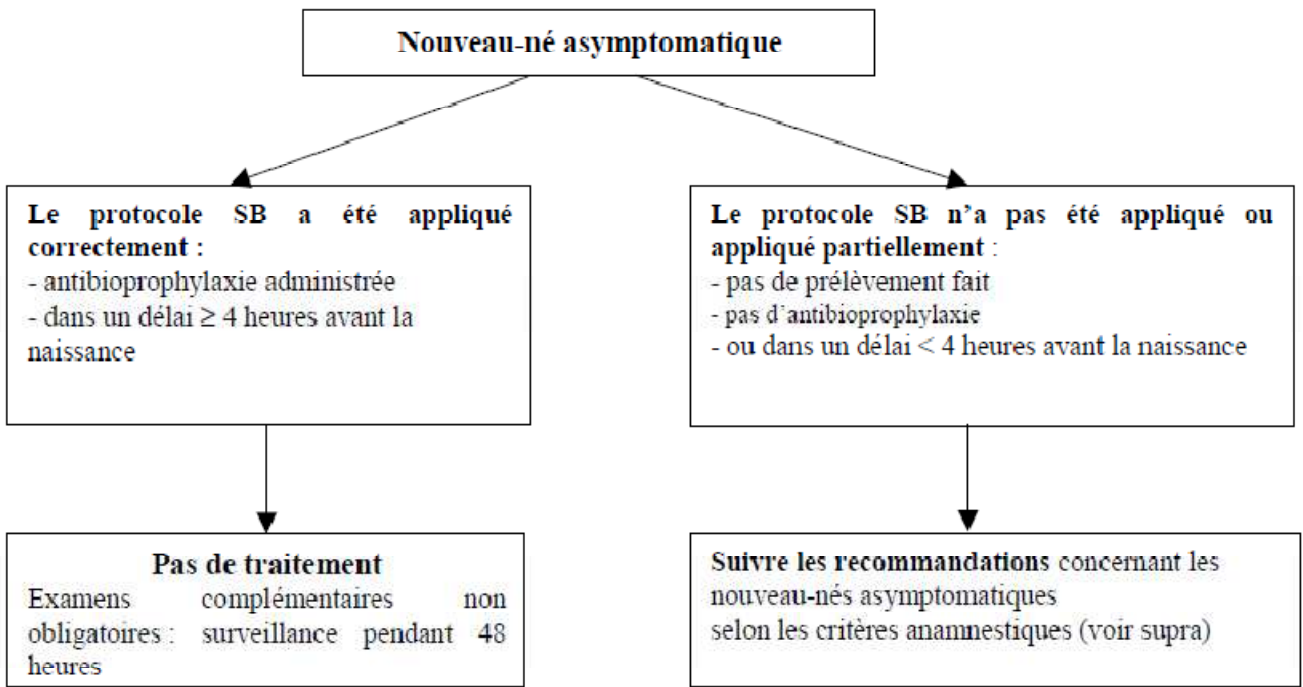 Nouveau-né asymptomatique
Le protocole SB a été appliqué
correctement :
- antibioprophylaxie administrée
- dans un délai ≥ 4 heures avant la
naissance
Le protocole SB n’a pas été appliqué ou
appliqué partiellement :
- pas de prélèvement fait
- pas d’antibioprophylaxie
- ou dans un délai < 4 heures avant la naissance
Pas de traitement
Examens complémentaires non
obligatoires : surveillance pendant 48
heures
Suivre les recommandations concernant les
nouveau-nés asymptomatiques
selon les critères anamnestiques (voir supra)